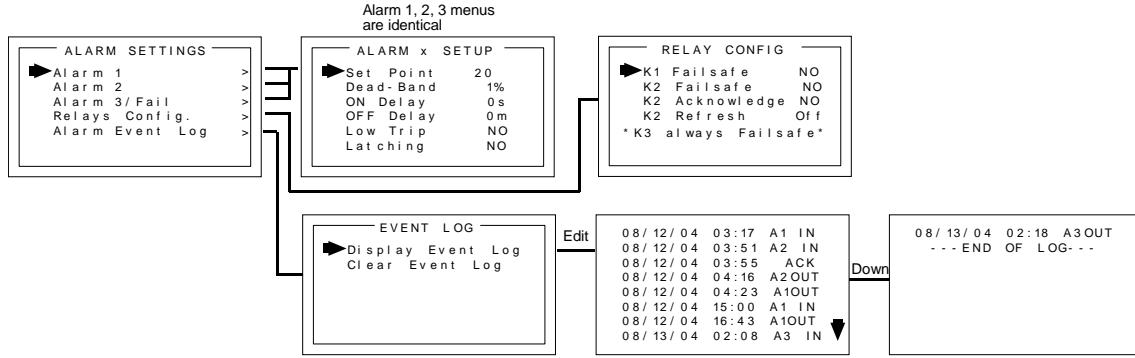 Alarm 1, 2, 3 menus
are identical
ALARM SETTINGS
Alarm 1 >
Alarm 2 >
Alarm 3/Fail >
Relays Config. >
Alarm Event Log >
ALARM x SETUP
Set Point 20
Dead-Band 1%
ON Delay 0s
OFF Delay 0m
Low Trip NO
Latching NO
RELAY CONFIG
K1 Failsafe NO
K2 Failsafe NO
K2 Acknowledge NO
K2 Refresh Off
*K3 always Failsafe*
EVENT LOG
Display Event Log
Clear Event Log
Edit
08/12/04 03:17 A1 IN
08/12/04 03:51 A2 IN
08/12/04 03:55 ACK
08/12/04 04:16 A2OUT
08/12/04 04:23 A1OUT
08/12/04 15:00 A1 IN
08/12/04 16:43 A1OUT
08/13/04 02:08 A3 IN
Down
08/13/04 02:18 A3OUT
---END OF LOG---